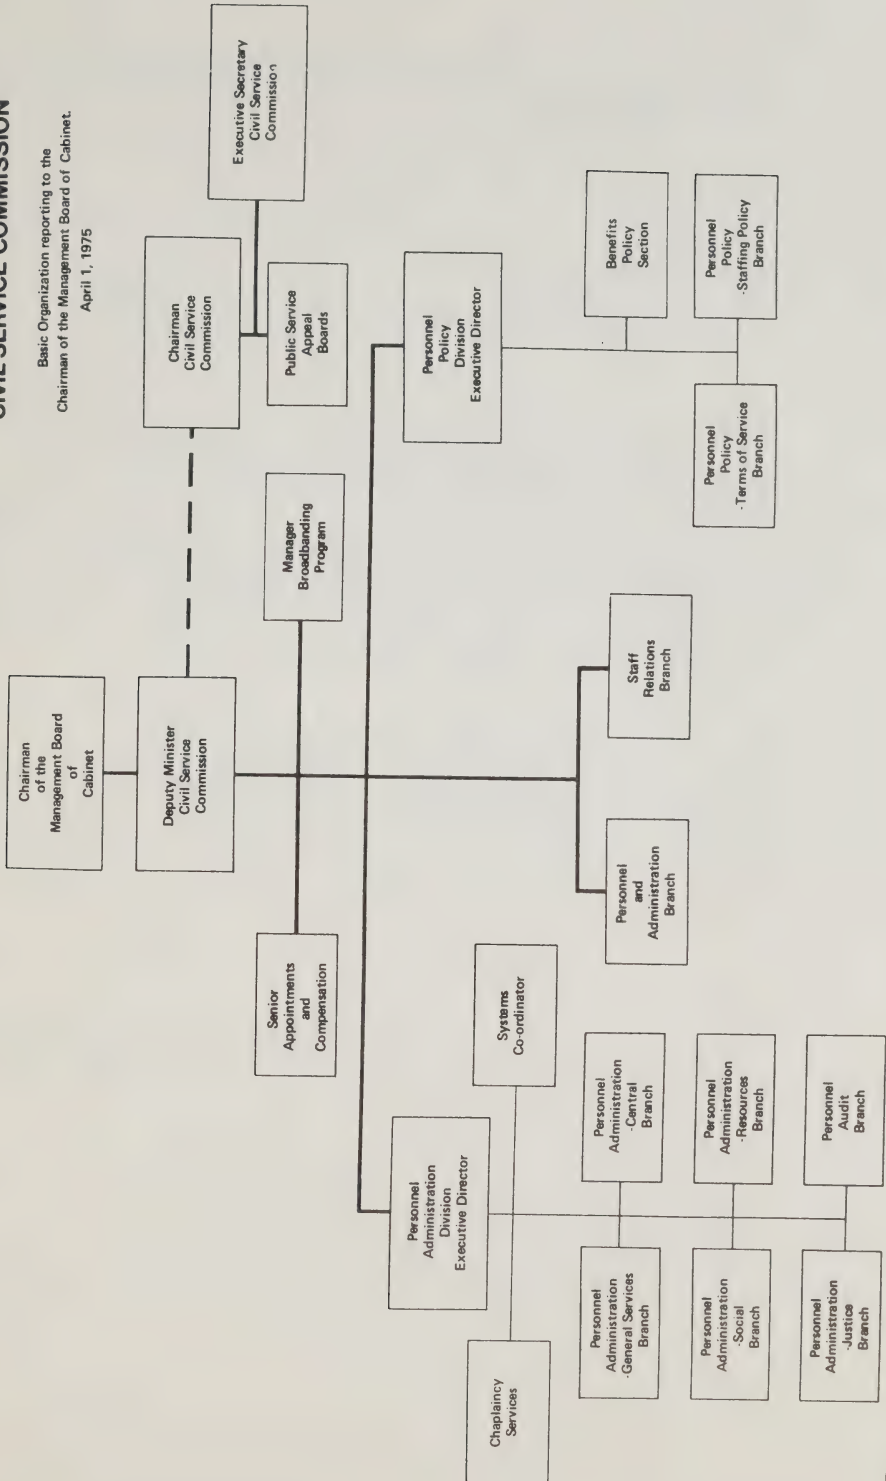 CIVIL SERVICE COMMISSION
Basic Organization reporting to the
Chairman of the Management Board of Cabinet.
April 1, 1975
Chairman
of the
Management Board
of
Cabinet
Deputy Minister
Civil Service
Commission
Chairman
Civil Service
Commission
Executive Secretary
Civil Service
Commission
Public Service
Appeal
Boards
Senior
Appointments
and
Compensation
Manager
Broadbanding
Program
Personnel
Administration
Division
Executive Director
Personnel
Policy
Division
Executive Director
Chaplaincy
Services
Systems
Co-ordinator
Personnel
Administration
-General Services
Branch
Personnel
Administration
-Central
Branch
Personnel
Administration
-Social
Branch
Personnel
Administration
-Resources
Branch
Personnel
Administration
-Justice
Branch
Personnel
Audit
Branch
Personnel
and
Administration
Branch
Staff
Relations
Branch
Benefits
Policy
Section
Personnel
Policy
-Terms of Service
Branch
Personnel
Policy
-Staffing Policy
Branch